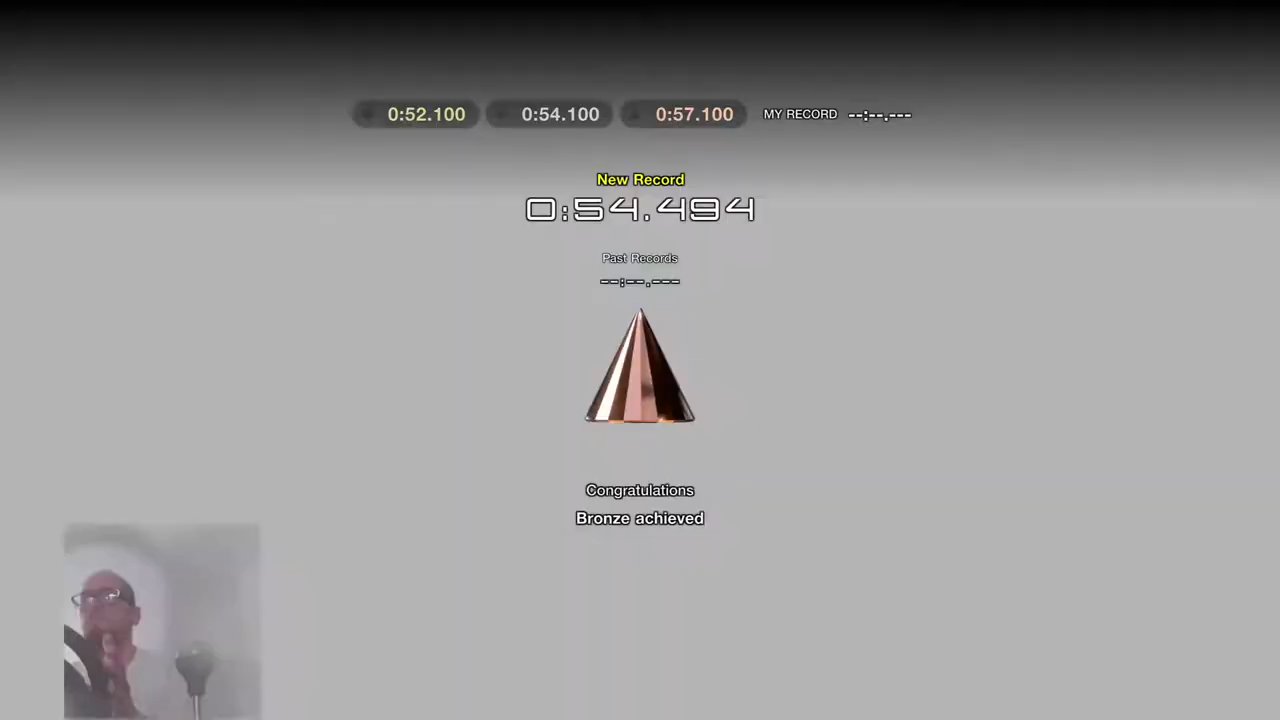 0:52.100 0:54.100 0:57.100 MY RECORD --:--.---
New Record
0:54.494
Past Records
--:--.---
Congratulations
Bronze achieved